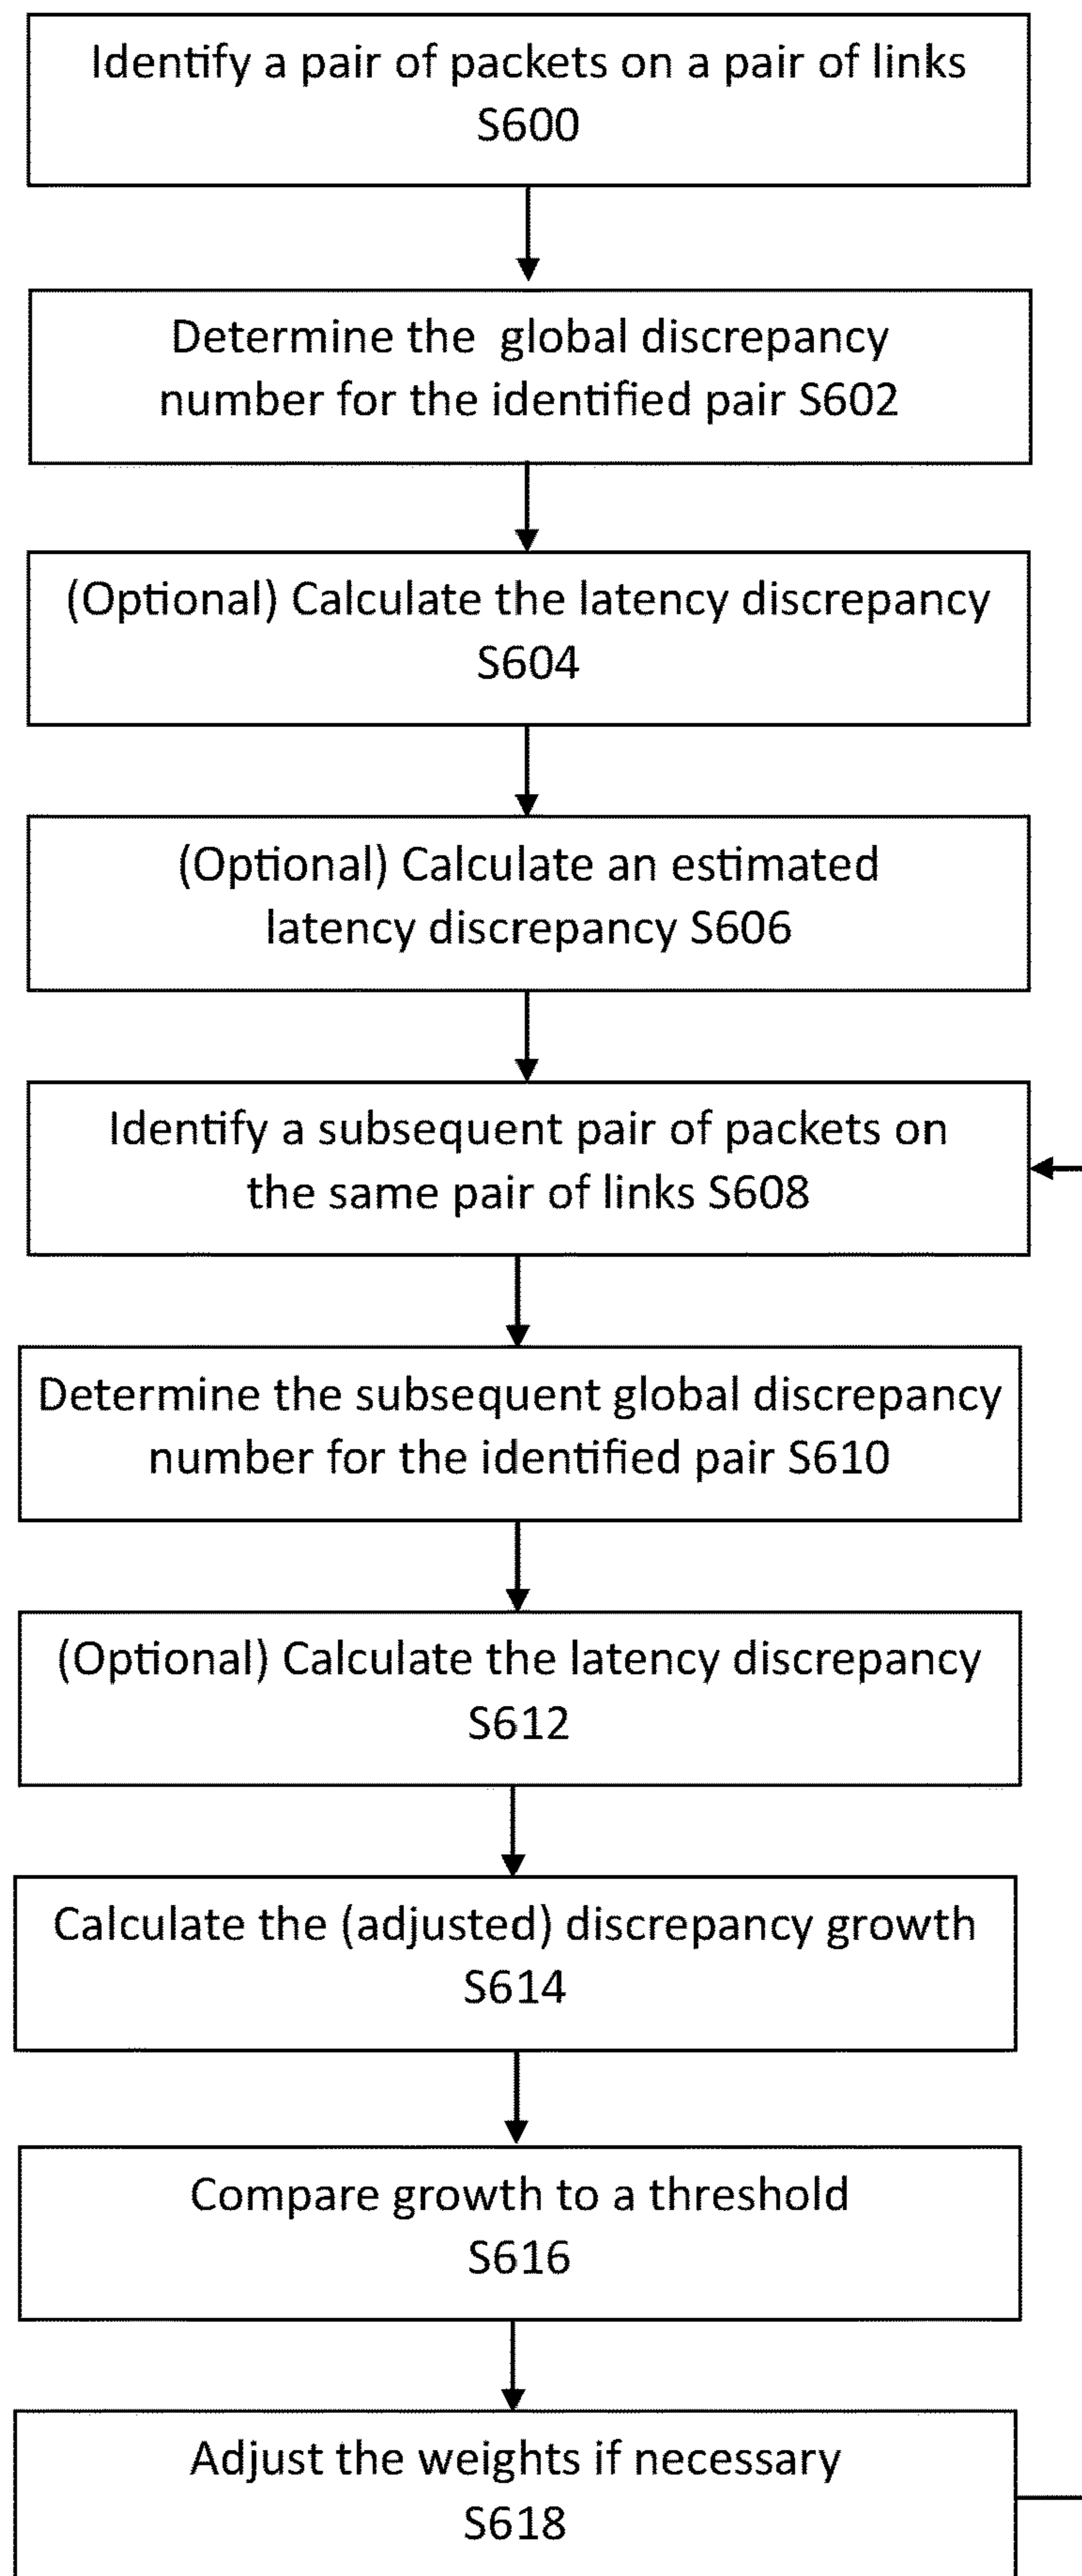 Identify a pair of packets on a pair of links
S600
Determine the global discrepancy
number for the identified pair S602
(Optional) Calculate the latency discrepancy
S604
(Optional) Calculate an estimated
latency discrepancy S606
Identify a subsequent pair of packets on
the same pair of links S608
Determine the subsequent global discrepancy
number for the identified pair S610
(Optional) Calculate the latency discrepancy
S612
Calculate the (adjusted) discrepancy growth
S614
Compare growth to a threshold
S616
Adjust the weights if necessary
S618